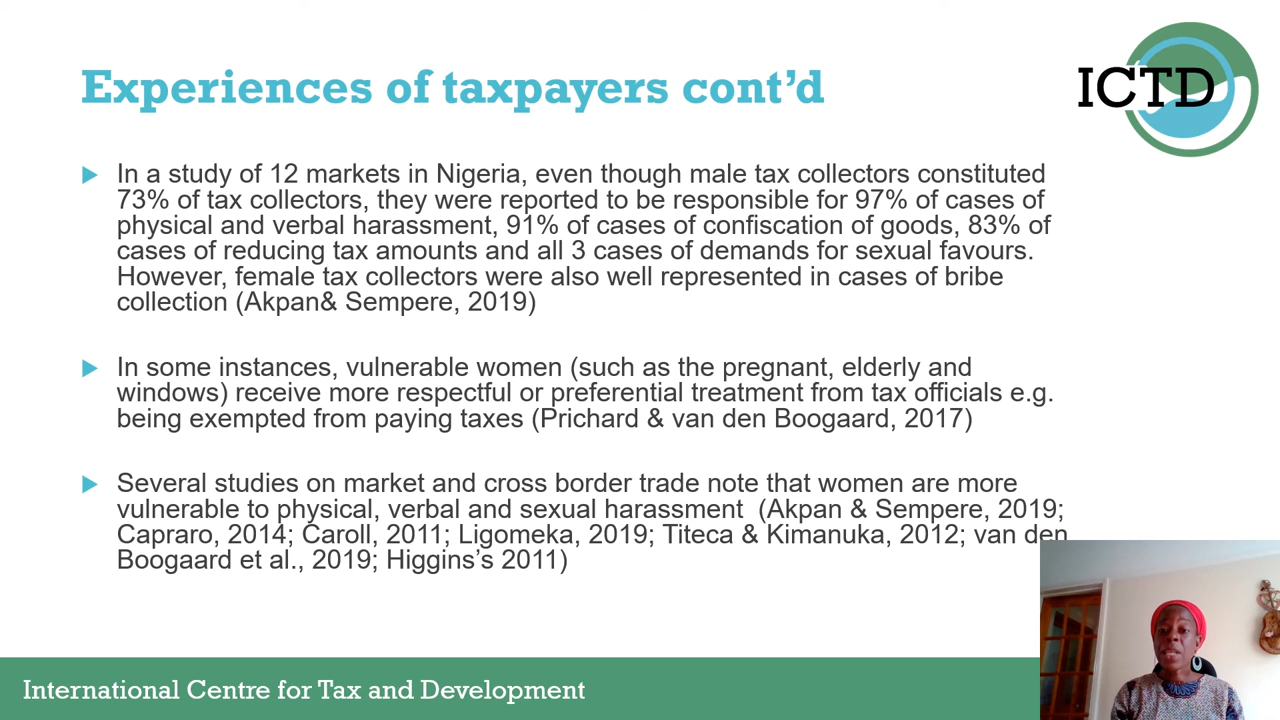 Experiences of taxpayers cont’d
ICTD
In a study of 12 markets in Nigeria, even though male tax collectors constituted
73% of tax collectors, they were reported to be responsible for 97% of cases of
physical and verbal harassment, 91% of cases of confiscation of goods, 83% of
cases of reducing tax amounts and all 3 cases of demands for sexual favours.
However, female tax collectors were also well represented in cases of bribe
collection (Akpan& Sempere, 2019)
In some instances, vulnerable women (such as the pregnant, elderly and
windows) receive more respectful or preferential treatment from tax officials e.g.
being exempted from paying taxes (Prichard & van den Boogaard, 2017)
Several studies on market and cross border trade note that women are more
vulnerable to physical, verbal and sexual harassment (Akpan & Sempere, 2019;
Capraro, 2014; Caroll, 2011; Ligomeka, 2019; Titeca & Kimanuka, 2012; van den
Boogaard et al., 2019; Higgins’s 2011)
International Centre for Tax and Development